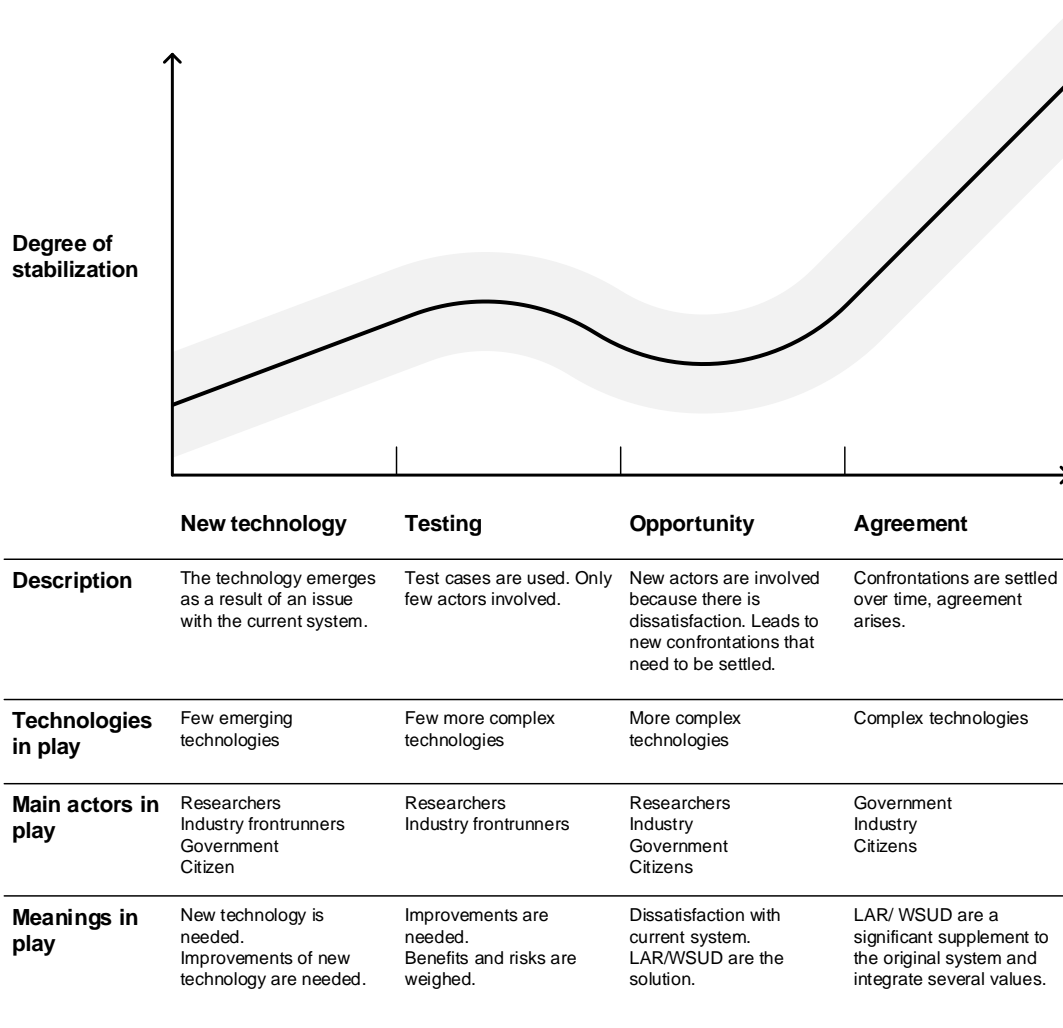 Degree of
stabilization
New technology
Testing
Opportunity
Agreement
Description
The technology emerges
as a result of an issue
with the current system.
Test cases are used. Only
few actors involved.
New actors are involved
because there is
dissatisfaction. Leads to
new confrontations that
need to be settled.
Confrontations are settled
over time, agreement
arises.
Technologies
in play
Few emerging
technologies
Few more complex
technologies
More complex
technologies
Complex technologies
Main actors in
play
Researchers
Industry frontrunners
Government
Citizen
Researchers
Industry frontrunners
Researchers
Industry
Government
Citizens
Government
Industry
Citizens
Meanings in
play
New technology is
needed.
Improvements of new
technology are needed.
Improvements are
needed.
Benefits and risks are
weighed.
Dissatisfaction with
current system.
LAR/WSUD are the
solution.
LAR/ WSUD are a
significant supplement to
the original system and
integrate several values.